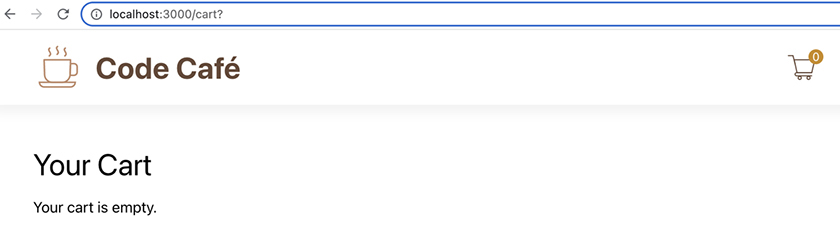 localhost:3000/cart?
Code Café
0
Your Cart
Your cart is empty.